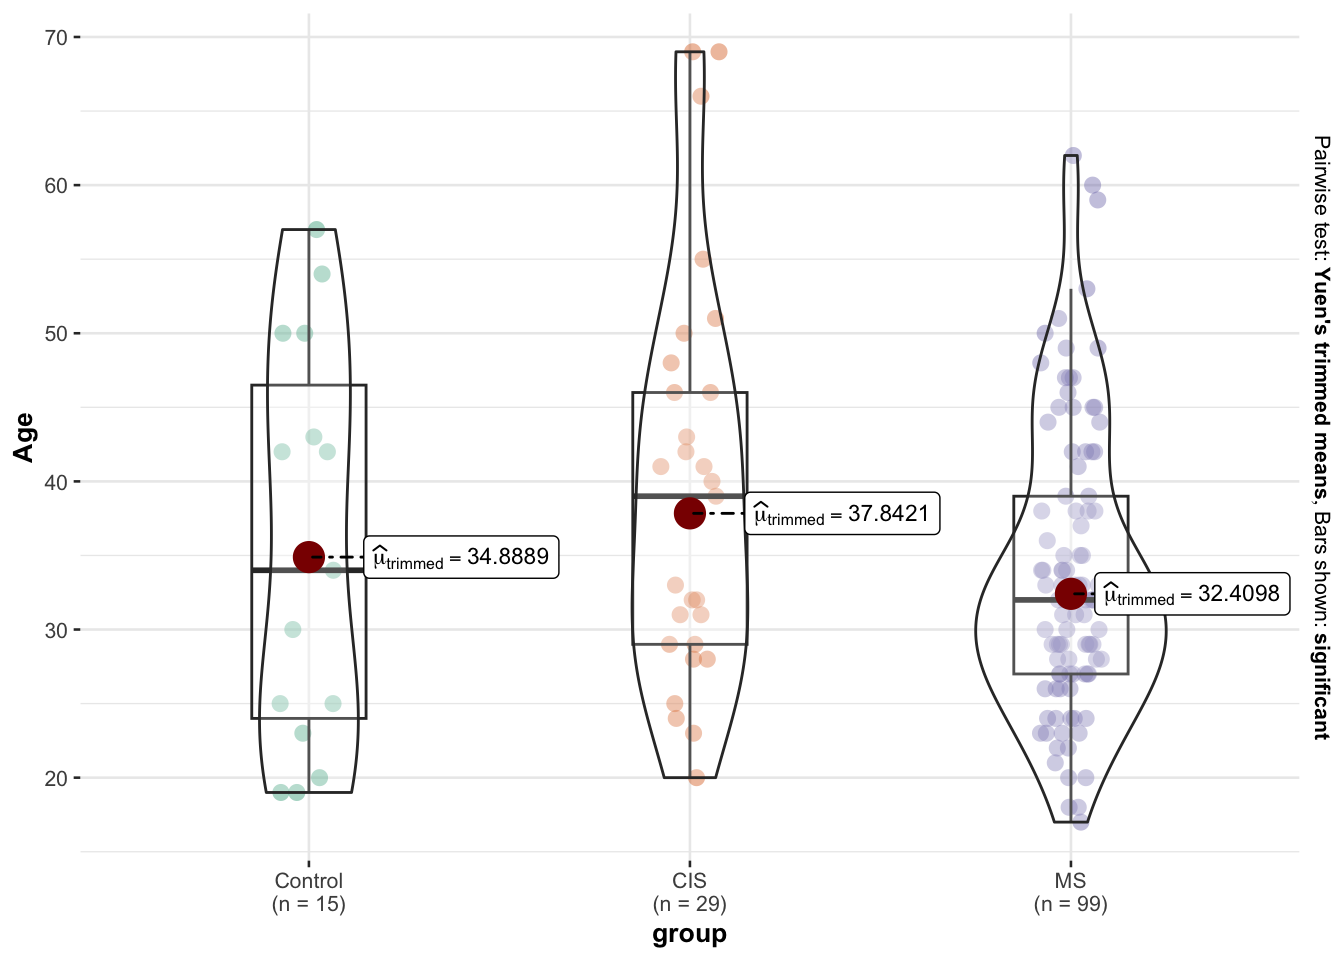 70
60
50
40
30
20
Age
μ̂trimmed = 34.8889
μ̂trimmed = 37.8421
μ̂trimmed = 32.4098
Control
(n = 15)
CIS
(n = 29)
MS
(n = 99)
group
Pairwise test: Yuen's trimmed means, Bars shown: significant